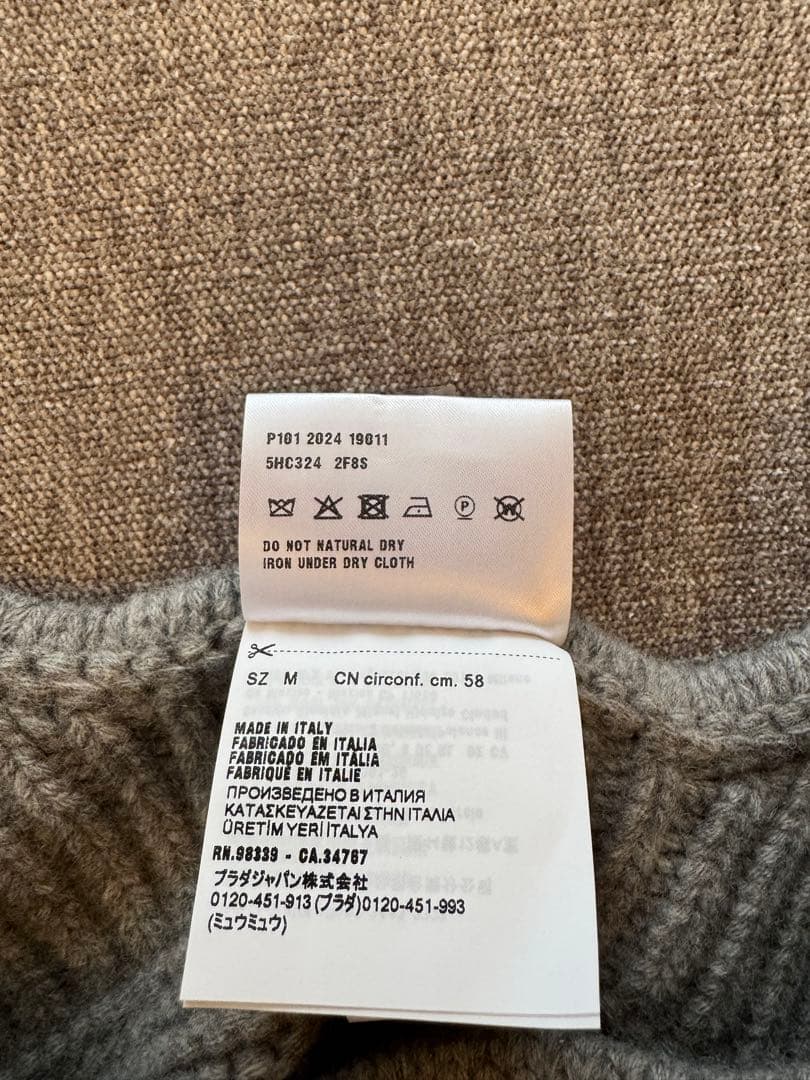 P101 2024 19011
5HC324 2F8S
P
W
DO NOT NATURAL DRY
IRON UNDER DRY CLOTH
SZ M CN circonf. cm. 58
MADE IN ITALY
FABRICADO EN ITALIA
FABRICADO EM ITÁLIA
FABRIQUÉ EN ITALIE
ПРОИЗВЕДЕНО В ИТАЛИЯ
ΚΑΤΑΣΚΕΥΑΖΕΤΑΙ ΣΤΗΝ ΙΤΑΛΙΑ
ÜRETİM YERİ İTALYA
RN.98339 - CA.34767
プラダジャパン株式会社
0120-451-913 (プラダ)0120-451-993
(ミュウミュウ)